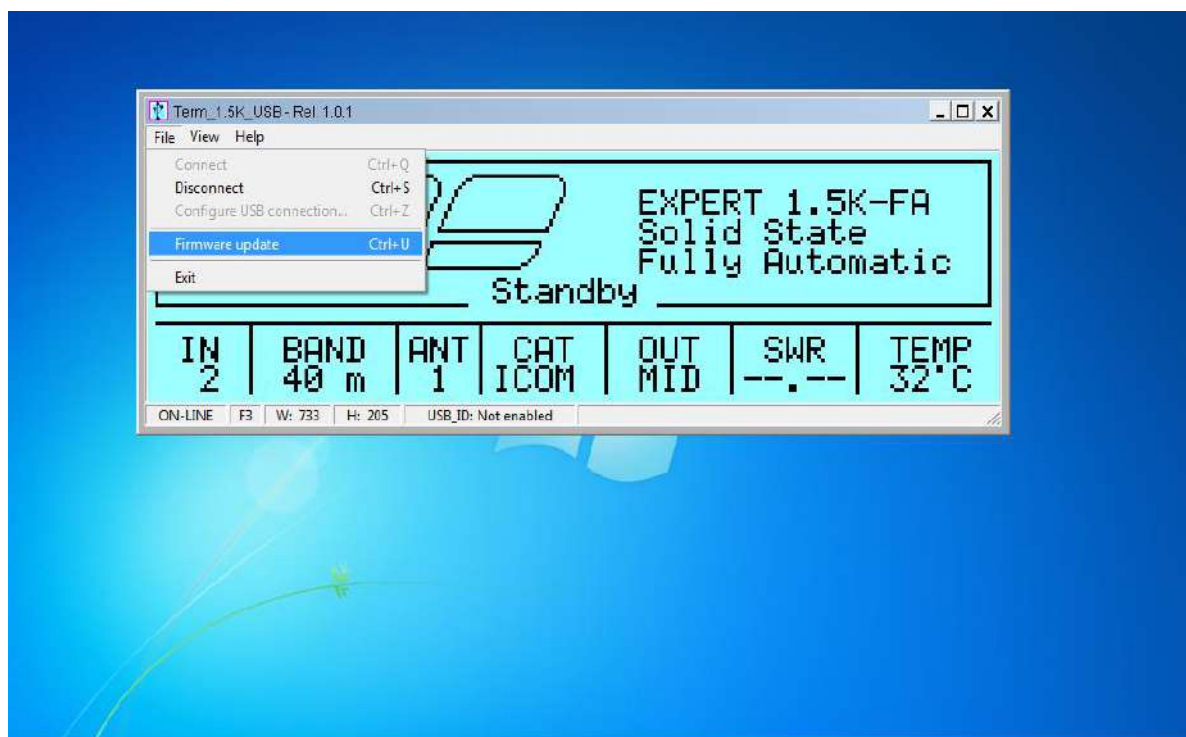 Term_1.5K_USB - Rel. 1.0.1
File View Help
Connect Ctrl+Q
Disconnect Ctrl+S
Configure USB connection... Ctrl+Z
Firmware update Ctrl+U
Exit
EXPERT 1.5K-FA
Solid State
Fully Automatic
Standby
IN BAND ANT CAT OUT SWR TEMP
2 40 m 1 ICOM MID --.-- 32°C
ON-LINE F3 W: 733 H: 205 USB_ID: Not enabled